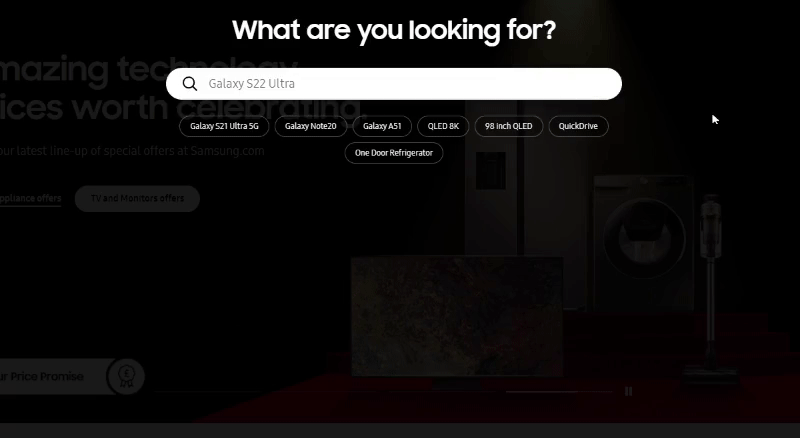 What are you looking for?
mazing technology
Galaxy S22 Ultra
ices worth celebrating
Galaxy S21 Ultra 5G
Galaxy Note20
Galaxy A51
QLED 8K
98 inch QLED
QuickDrive
our latest line-up of special offers at Samsung.com
One Door Refrigerator
appliance offers
TV and Monitors offers
ur Price Promise
£